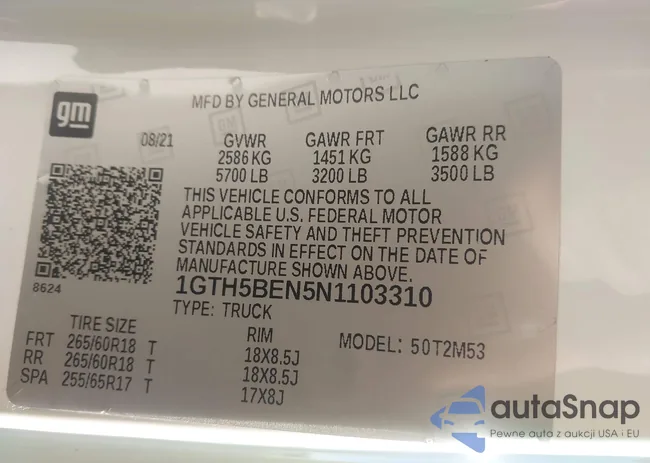 gm
MFD BY GENERAL MOTORS LLC
08/21 GVWR GAWR FRT GAWR RR
2586 KG 1451 KG 1588 KG
5700 LB 3200 LB 3500 LB
THIS VEHICLE CONFORMS TO ALL
APPLICABLE U.S. FEDERAL MOTOR
VEHICLE SAFETY AND THEFT PREVENTION
STANDARDS IN EFFECT ON THE DATE OF
MANUFACTURE SHOWN ABOVE.
8624
1GTH5BEN5N1103310
TYPE: TRUCK
TIRE SIZE RIM MODEL: 50T2M53
FRT 265/60R18 T 18X8.5J
RR 265/60R18 T 18X8.5J
SPA 255/65R17 T 17X8J
autaSnap
Pewne auta z aukcji USA i EU